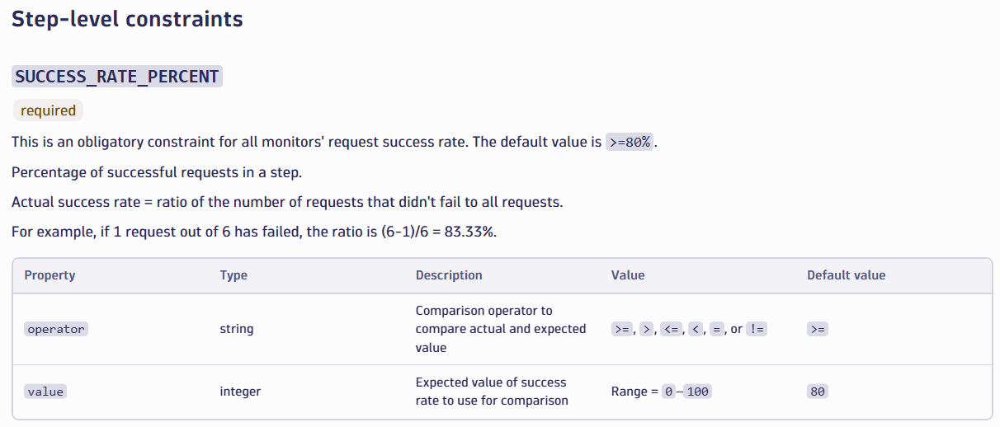 Step-level constraints
SUCCESS_RATE_PERCENT
required
This is an obligatory constraint for all monitors' request success rate. The default value is >=80%.
Percentage of successful requests in a step.
Actual success rate = ratio of the number of requests that didn't fail to all requests.
For example, if 1 request out of 6 has failed, the ratio is (6-1)/6 = 83.33%.
Property Type Description Value Default value
operator string Comparison operator to compare actual and expected value >=, >, <=, <, =, or != >=
value integer Expected value of success rate to use for comparison Range = 0–100 80